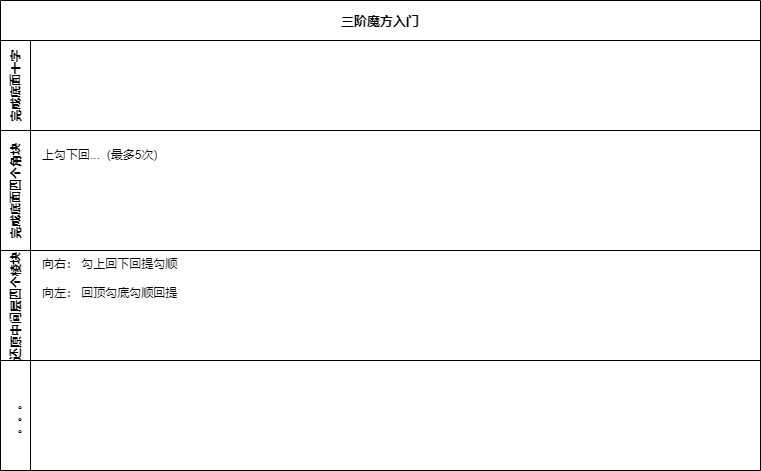 三阶魔方入门
完成底面十字
完成底面四个角块
上勾下回... (最多5次)
还原中间层四个棱块
向右： 勾上回下回提勾顺
向左： 回顶勾底勾顺回提
。。。